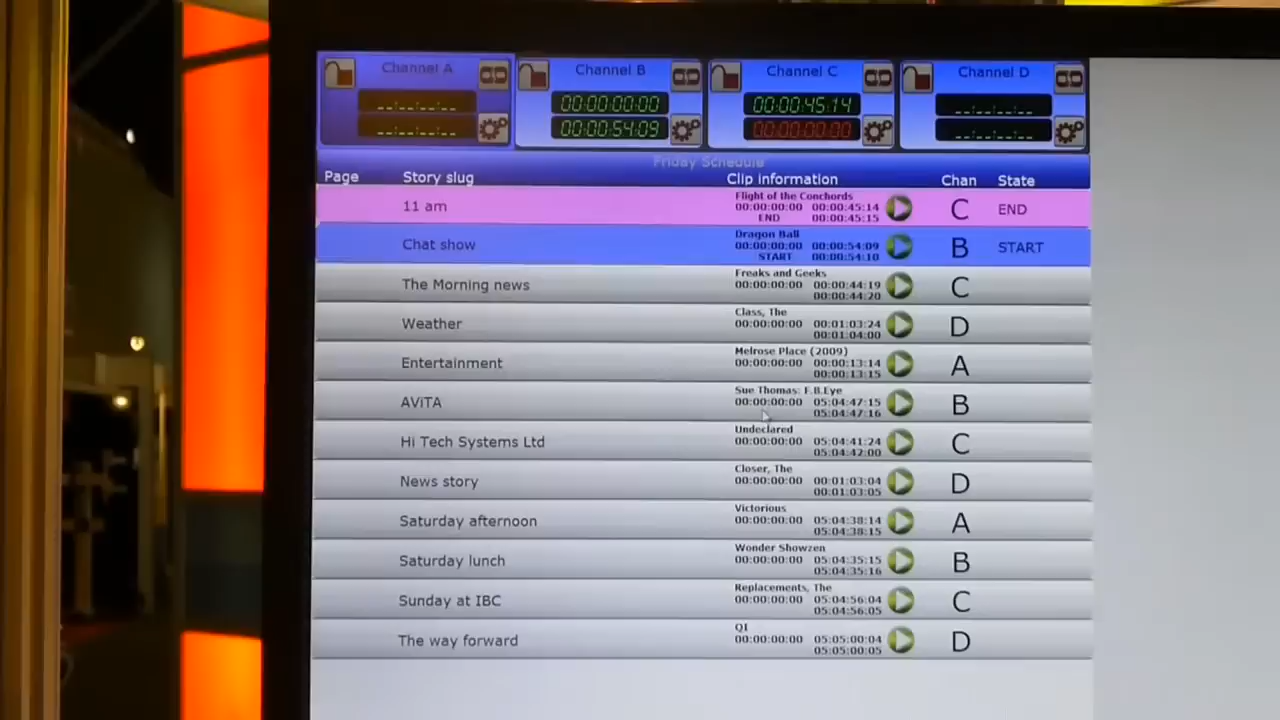 Channel A
Channel B
Channel C
Channel D
--:--:--:--
00:00:00:00
00:00:45:14
--:--:--:--
--:--:--:--
00:00:54:09
00:00:00:00
--:--:--:--
Friday Schedule
Page Story slug Clip information Chan State
11 am Flight of the Conchords C END
00:00:00:00 00:00:45:14
END 00:00:45:15
Chat show Dragon Ball B START
00:00:00:00 00:00:54:09
START 00:00:54:10
The Morning news Freaks and Geeks C
00:00:00:00 00:00:44:19
00:00:44:20
Weather Class, The D
00:00:00:00 00:01:03:24
00:01:04:00
Entertainment Melrose Place (2009) A
00:00:00:00 00:00:13:14
00:00:13:15
AViTA Sue Thomas: F.B.Eye B
00:00:00:00 05:04:47:15
05:04:47:16
Hi Tech Systems Ltd Undeclared C
00:00:00:00 05:04:41:24
05:04:42:00
News story Closer, The D
00:00:00:00 00:01:03:04
00:01:03:05
Saturday afternoon Victorious A
00:00:00:00 05:04:38:14
05:04:38:15
Saturday lunch Wonder Showzen B
00:00:00:00 05:04:35:15
05:04:35:16
Sunday at IBC Replacements, The C
00:00:00:00 05:04:56:04
05:04:56:05
The way forward QI D
00:00:00:00 05:05:00:04
05:05:00:05